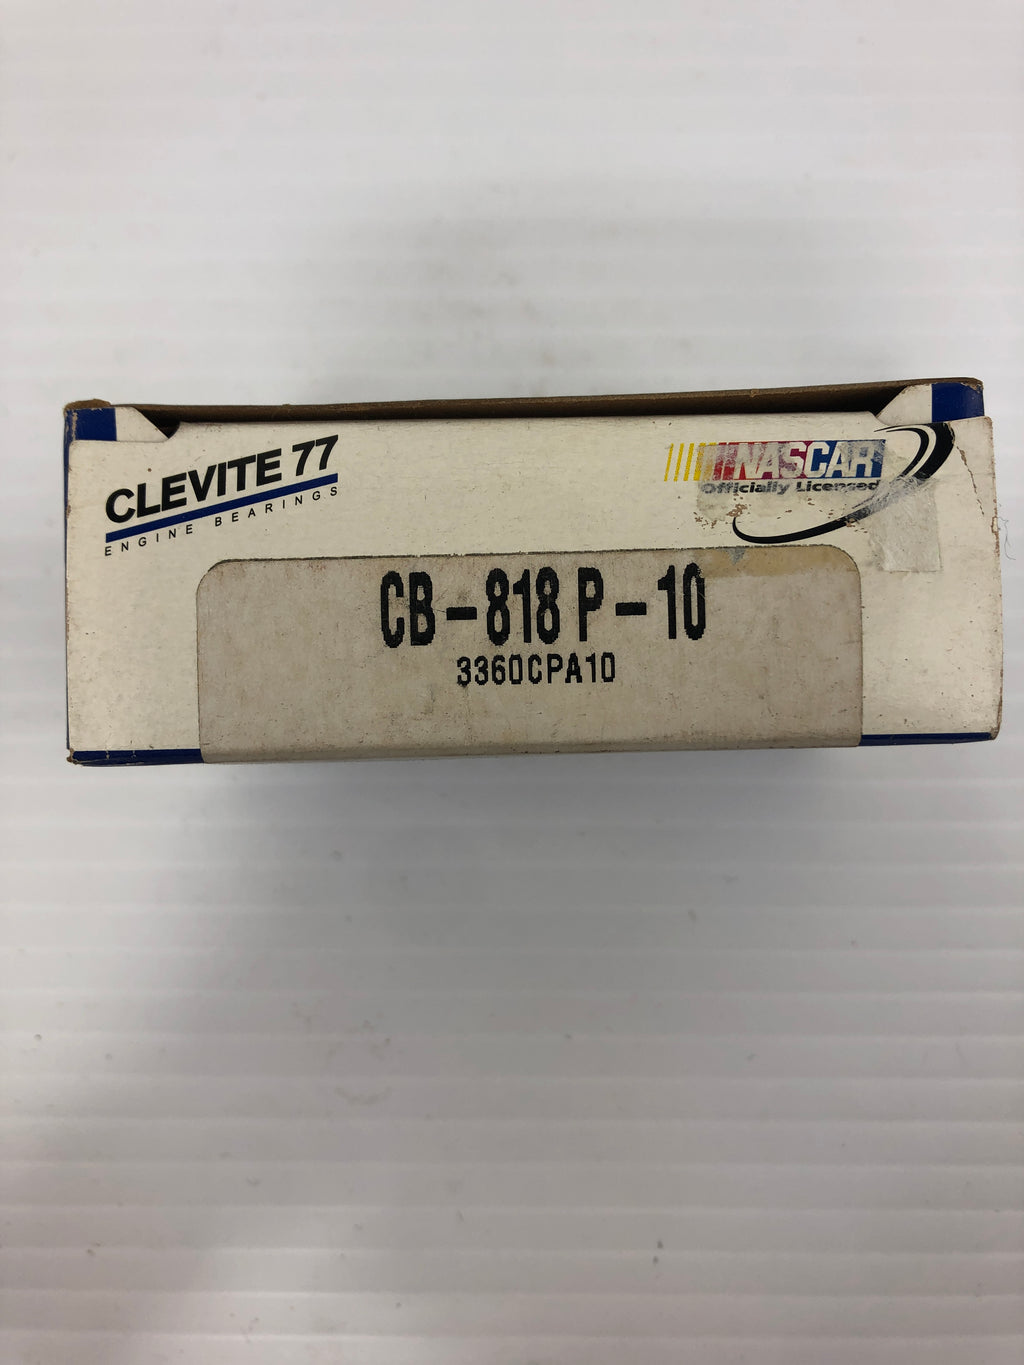 CLEVITE 77
ENGINE BEARINGS
NASCAR
Officially Licensed
CB-818 P-10
3360CPA10